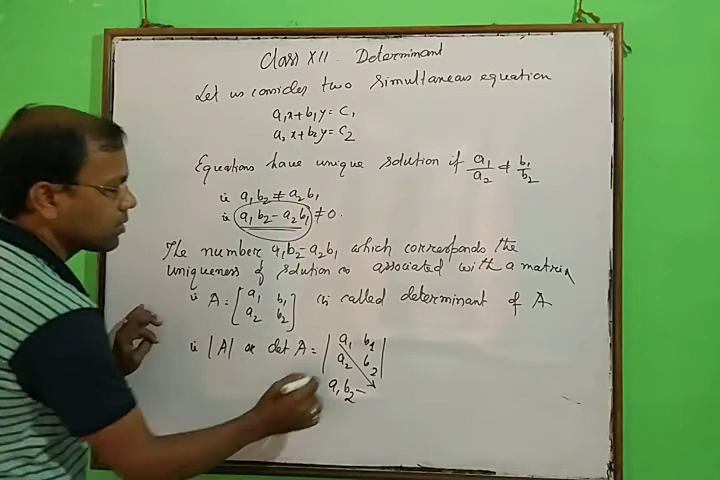 Class XII. Determinant
Let us consider two simultaneous equation
a₁x+b₁y=C₁
a₂x+b₂y=C₂
Equations have unique solution if a₁/a₂ ≠ b₁/b₂
ie a₁b₂ ≠ a₂b₁
ie a₁b₂-a₂b₁ ≠ 0.
The number a₁b₂-a₂b₁ which corresponds the
uniqueness of solution is associated with a matrix
ie A = [a₁ b₁
a₂ b₂] is called determinant of A
ie |A| or det A = |a₁ b₁
a₂ b₂|
a₁b₂-